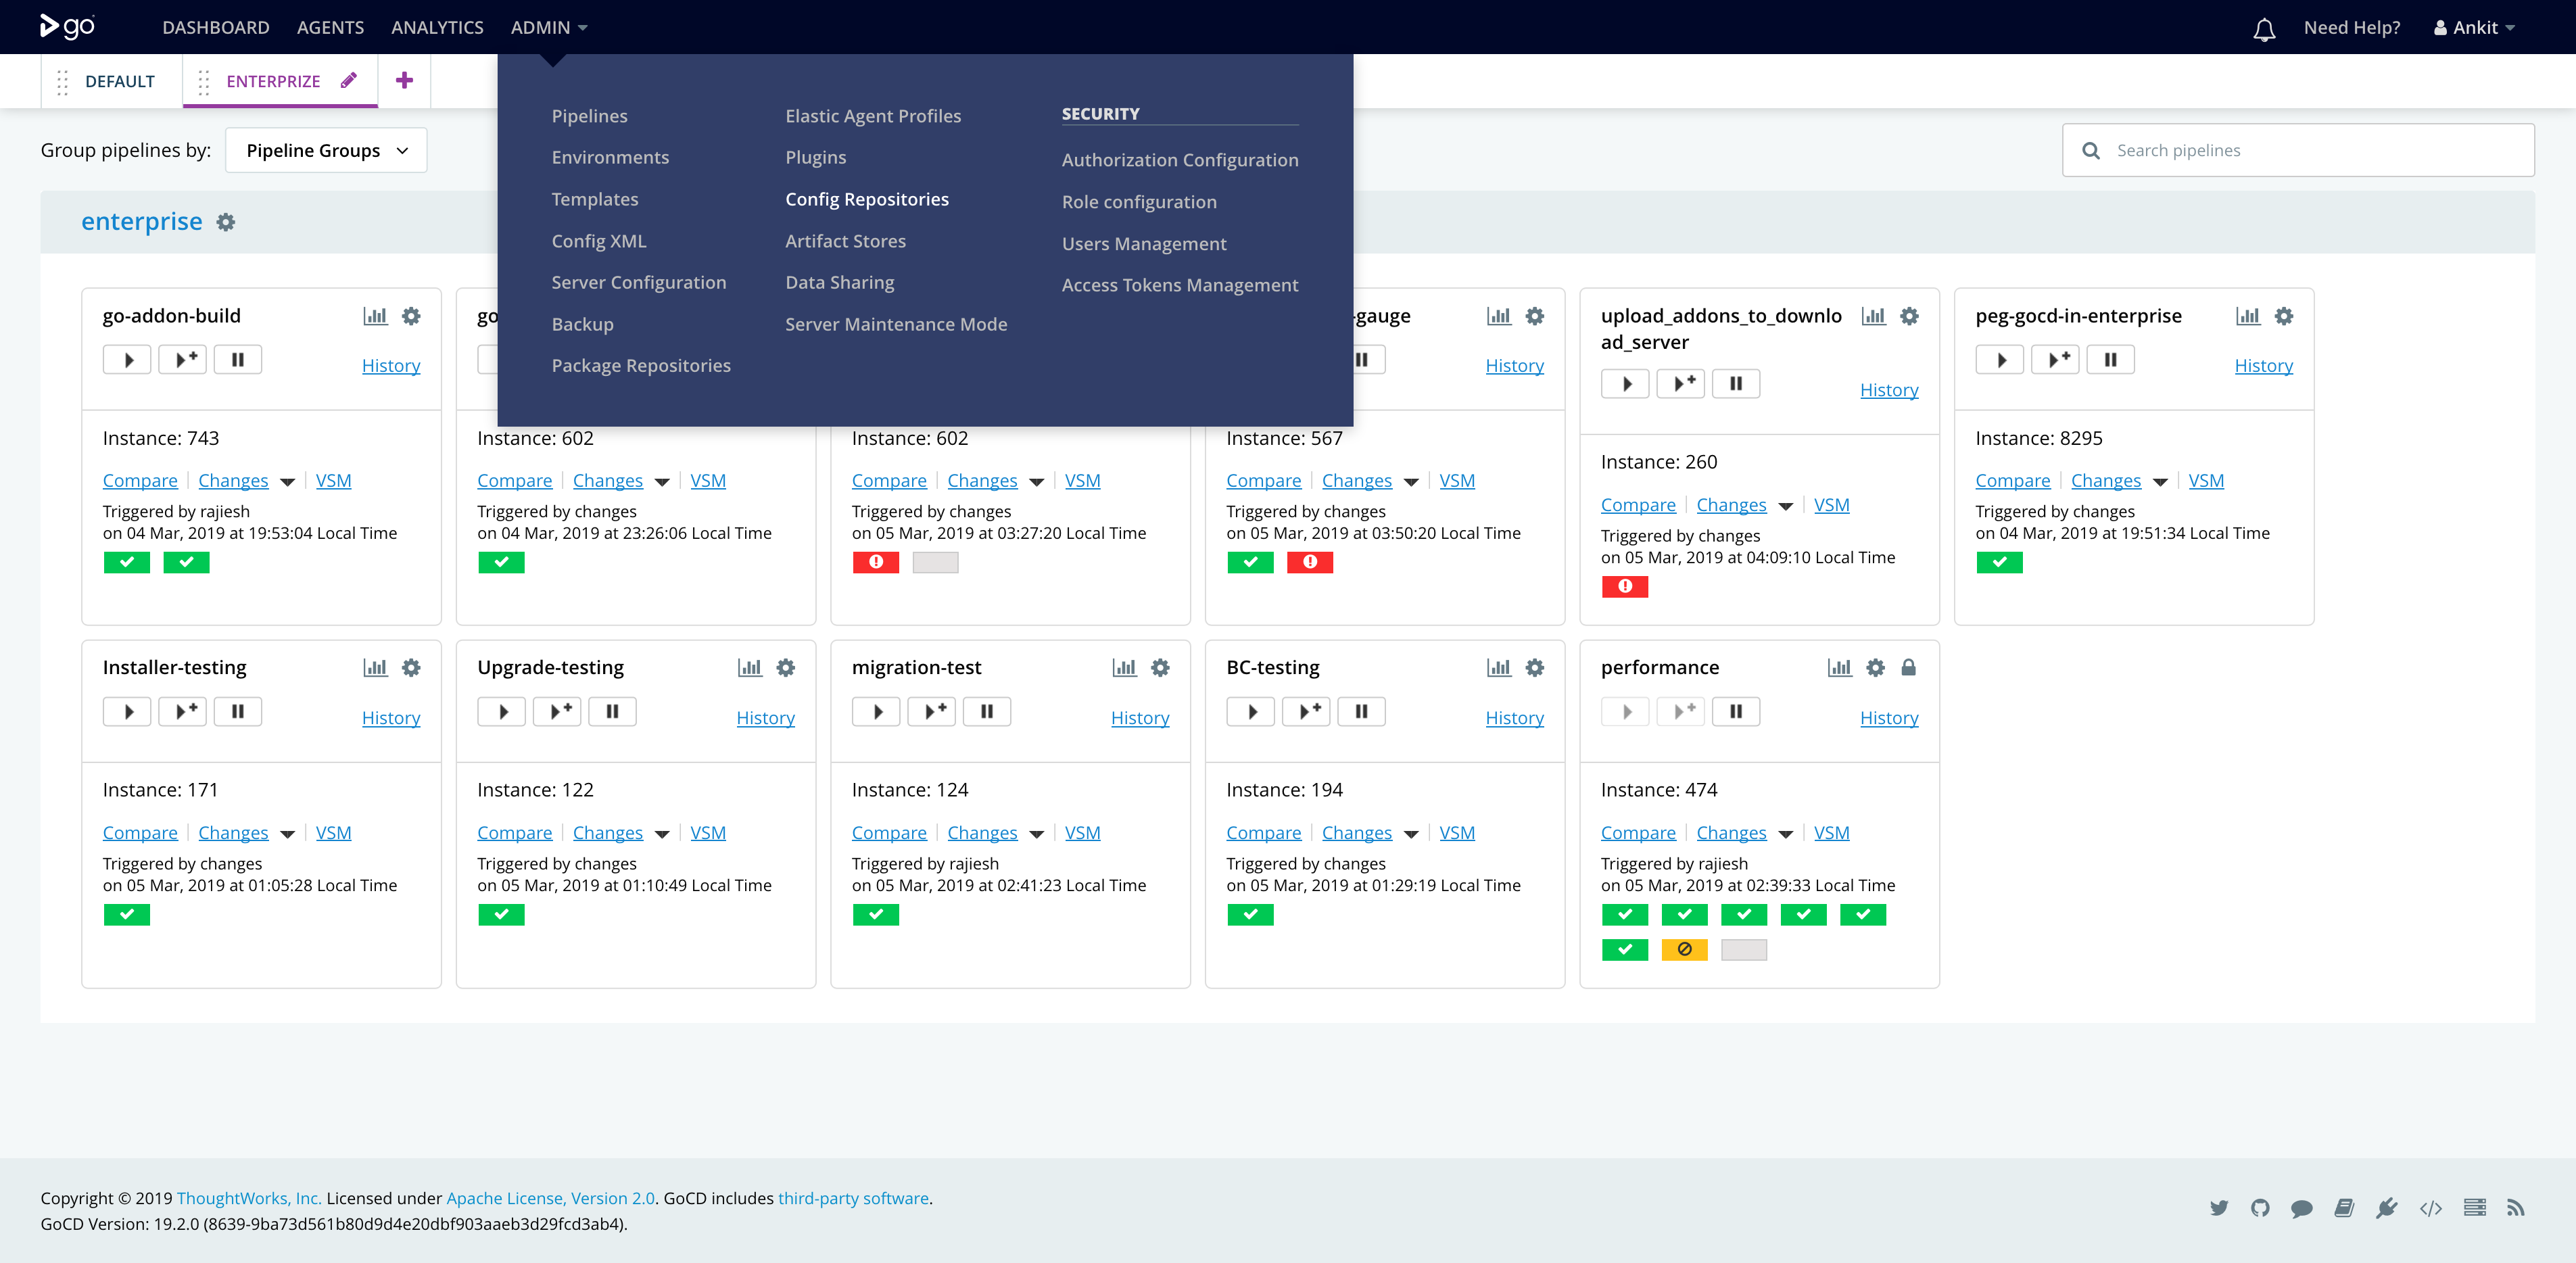 go
DASHBOARD AGENTS ANALYTICS ADMIN
Need Help? Ankit
DEFAULT
ENTERPRIZE
Pipelines
Environments
Templates
Config XML
Server Configuration
Backup
Package Repositories
Elastic Agent Profiles
Plugins
Config Repositories
Artifact Stores
Data Sharing
Server Maintenance Mode
SECURITY
Authorization Configuration
Role configuration
Users Management
Access Tokens Management
Group pipelines by: Pipeline Groups
Search pipelines
enterprise
go-addon-build
History
Instance: 743
Compare Changes VSM
Triggered by rajiesh
on 04 Mar, 2019 at 19:53:04 Local Time
go
Instance: 602
Compare Changes VSM
Triggered by changes
on 04 Mar, 2019 at 23:26:06 Local Time
Instance: 602
Compare Changes VSM
Triggered by changes
on 05 Mar, 2019 at 03:27:20 Local Time
-gauge
History
Instance: 567
Compare Changes VSM
Triggered by changes
on 05 Mar, 2019 at 03:50:20 Local Time
upload_addons_to_downlo
ad_server
History
Instance: 260
Compare Changes VSM
Triggered by changes
on 05 Mar, 2019 at 04:09:10 Local Time
peg-gocd-in-enterprise
History
Instance: 8295
Compare Changes VSM
Triggered by changes
on 04 Mar, 2019 at 19:51:34 Local Time
Installer-testing
History
Instance: 171
Compare Changes VSM
Triggered by changes
on 05 Mar, 2019 at 01:05:28 Local Time
Upgrade-testing
History
Instance: 122
Compare Changes VSM
Triggered by changes
on 05 Mar, 2019 at 01:10:49 Local Time
migration-test
History
Instance: 124
Compare Changes VSM
Triggered by rajiesh
on 05 Mar, 2019 at 02:41:23 Local Time
BC-testing
History
Instance: 194
Compare Changes VSM
Triggered by changes
on 05 Mar, 2019 at 01:29:19 Local Time
performance
History
Instance: 474
Compare Changes VSM
Triggered by rajiesh
on 05 Mar, 2019 at 02:39:33 Local Time
Copyright © 2019 ThoughtWorks, Inc. Licensed under Apache License, Version 2.0. GoCD includes third-party software.
GoCD Version: 19.2.0 (8639-9ba73d561b80d9d4e20dbf903aaeb3d29fcd3ab4).